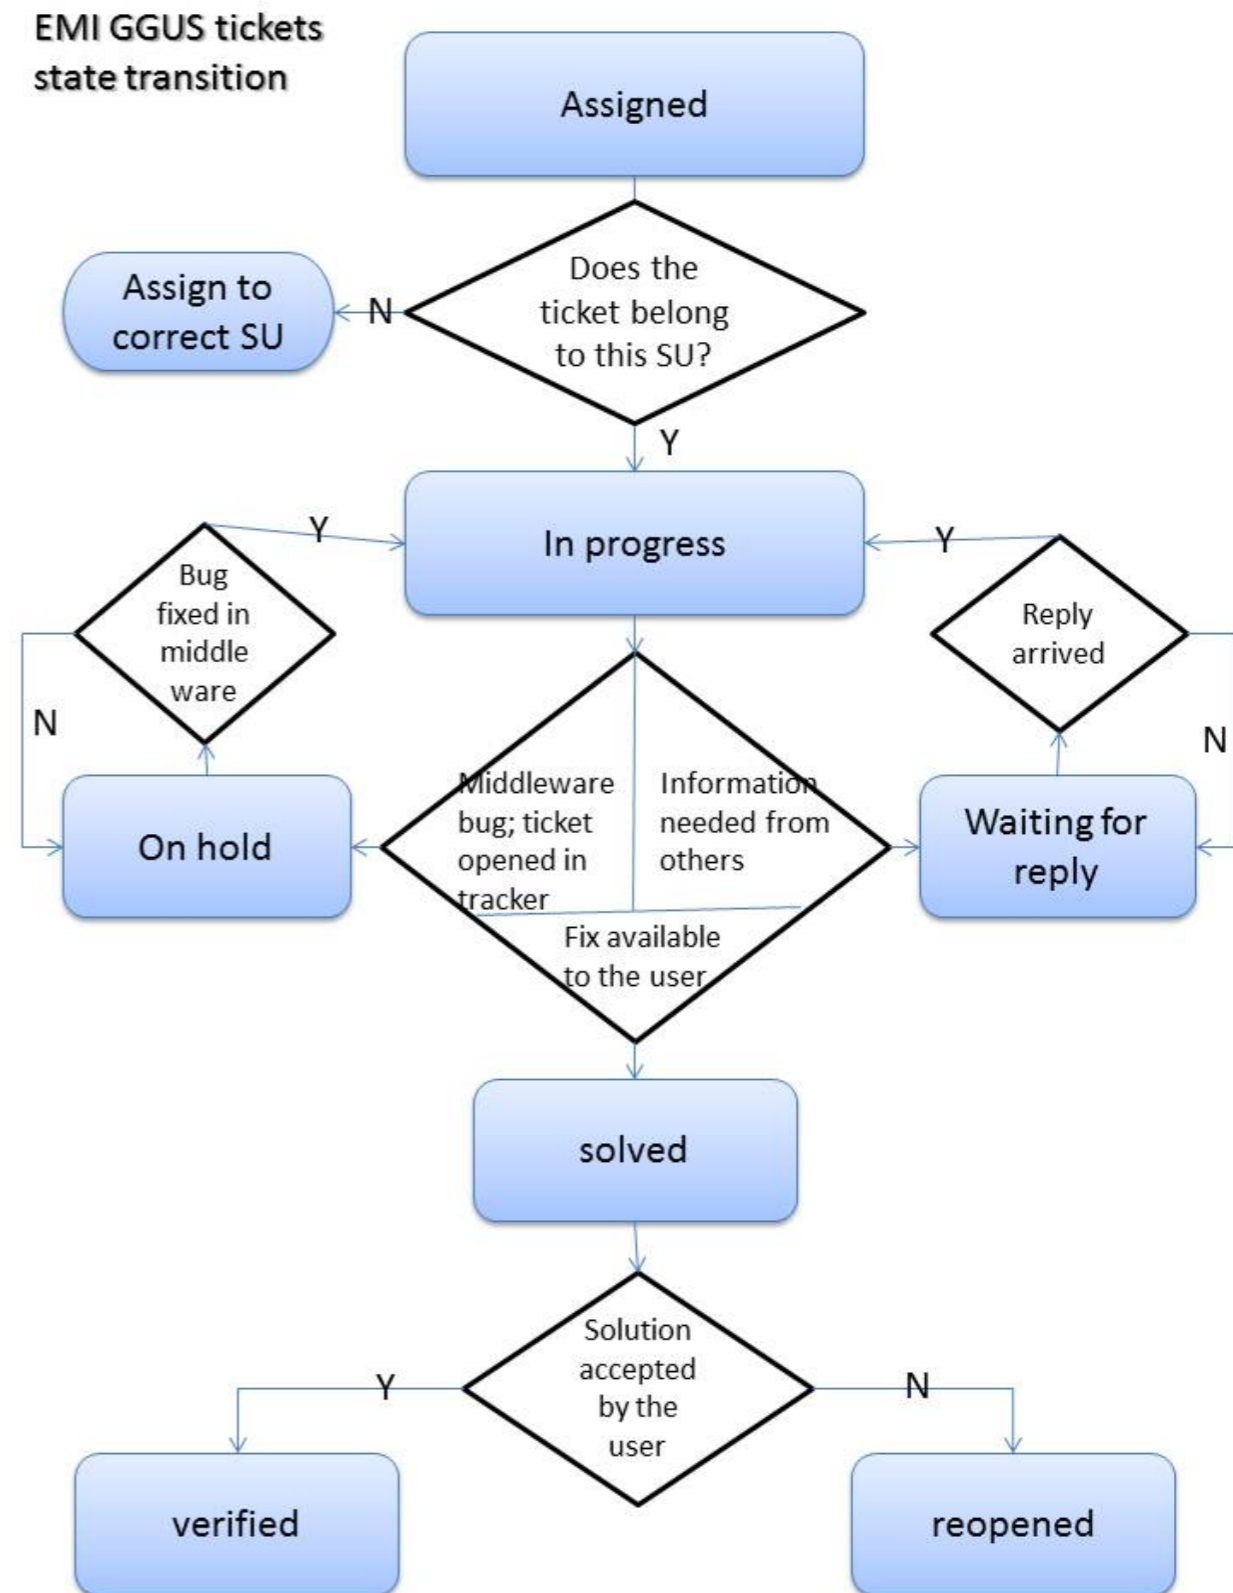 EMI GGUS tickets
state transition
Assigned
Does the
ticket belong
to this SU?
N
Assign to
correct SU
Y
In progress
Y
Y
Bug
fixed in
middle
ware
Reply
arrived
N
N
Middleware
bug; ticket
opened in
tracker
Information
needed from
others
On hold
Waiting for
reply
Fix available
to the user
solved
Solution
accepted
by the
user
Y
N
verified
reopened